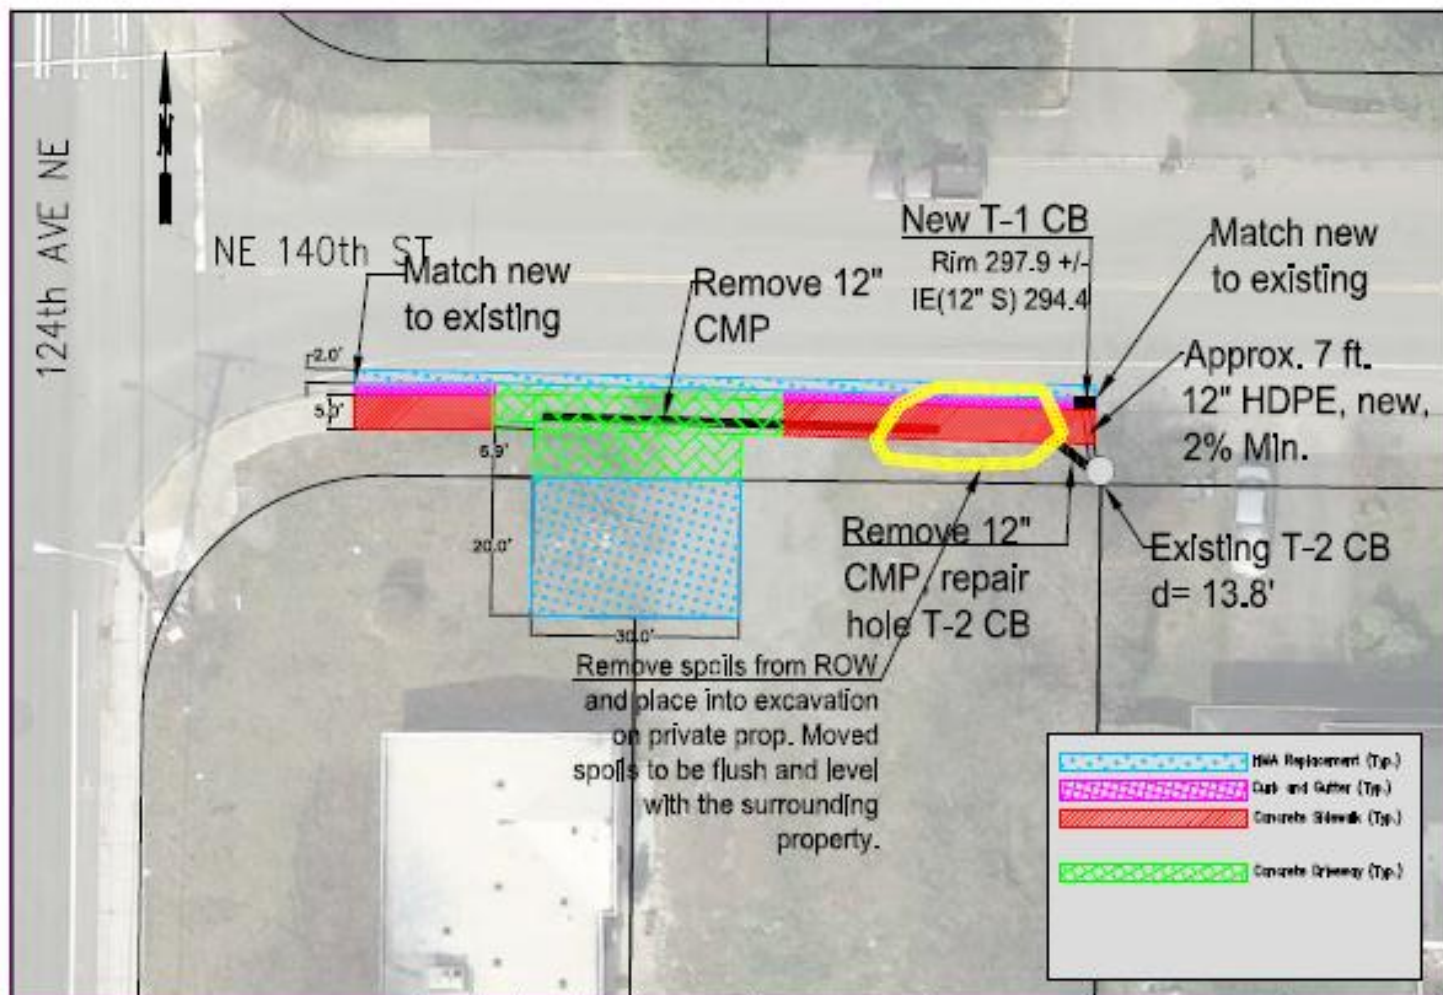 124th AVE NE
N
NE 140th ST
Match new
to existing
Remove 12"
CMP
New T-1 CB
Rim 297.9 +/-
IE(12" S) 294.4
Match new
to existing
Approx. 7 ft.
12" HDPE, new,
2% Min.
2.0'
5.0'
20.0'
30.0'
Remove 12"
CMP, repair
hole T-2 CB
Existing T-2 CB
d= 13.8'
Remove spoils from ROW
and place into excavation
on private prop. Moved
spoils to be flush and level
with the surrounding
property.
HMA Replacement (Typ.)
Curb and Gutter (Typ.)
Concrete Sidewalk (Typ.)
Concrete Driveway (Typ.)